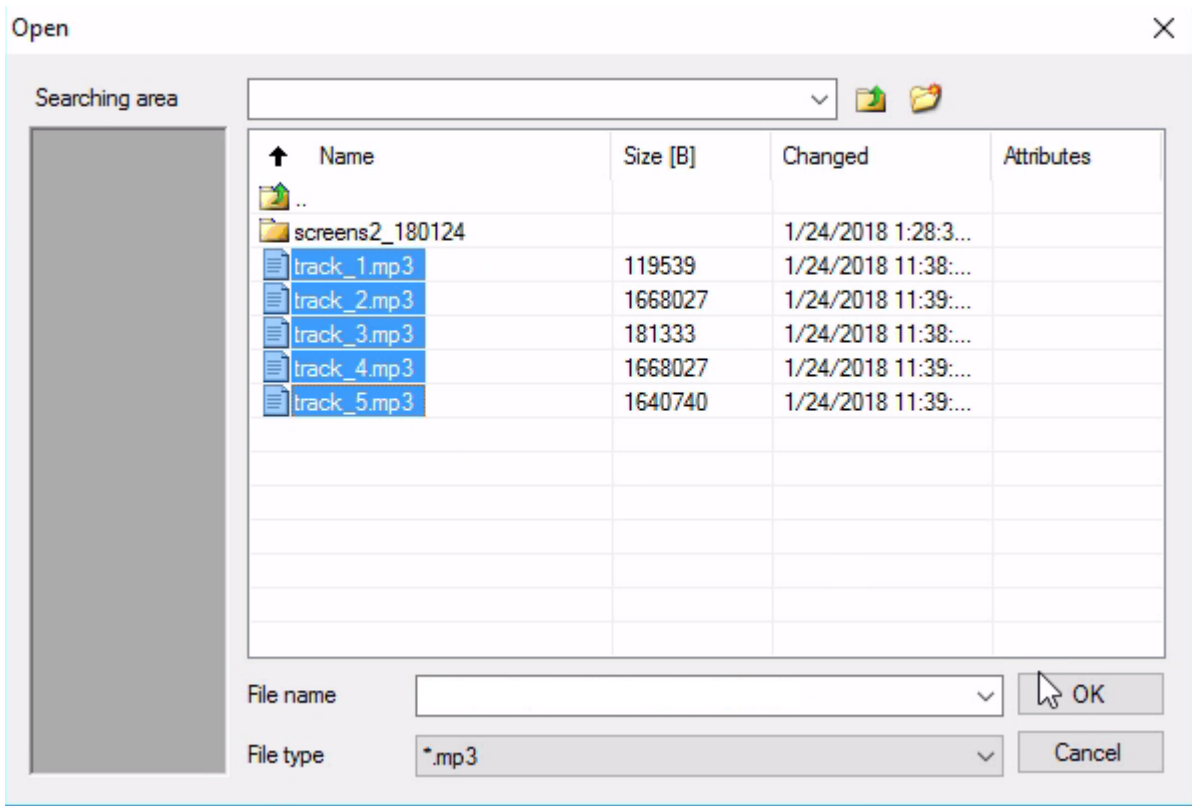 Open
Searching area
Name Size [B] Changed Attributes
..
screens2_180124 1/24/2018 1:28:3...
track_1.mp3 119539 1/24/2018 11:38:...
track_2.mp3 1668027 1/24/2018 11:39:...
track_3.mp3 181333 1/24/2018 11:38:...
track_4.mp3 1668027 1/24/2018 11:39:...
track_5.mp3 1640740 1/24/2018 11:39:...
File name OK
File type *.mp3 Cancel